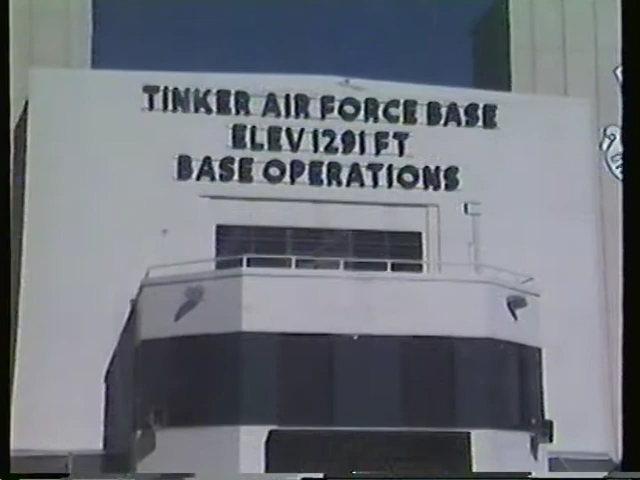 TINKER AIR FORCE BASE
ELEV 1291 FT
BASE OPERATIONS